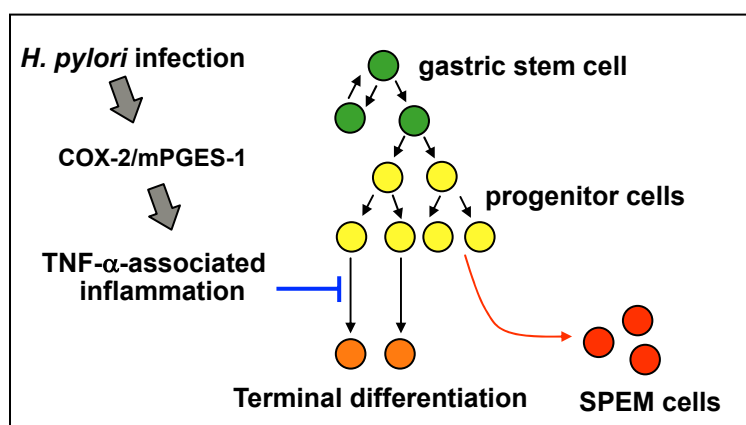 H. pylori infection
COX-2/mPGES-1
TNF-α-associated
inflammation
gastric stem cell
progenitor cells
Terminal differentiation
SPEM cells